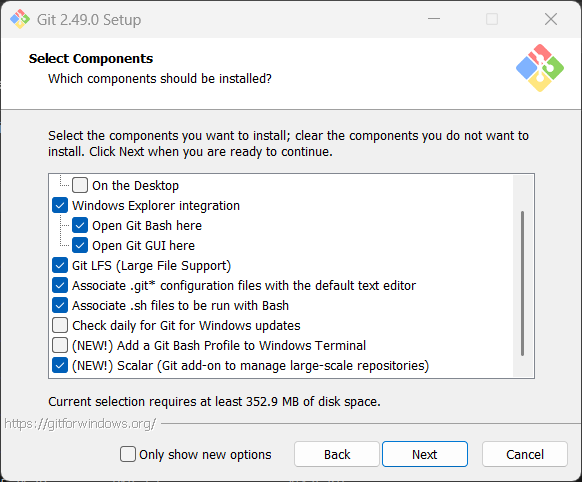 Git 2.49.0 Setup
Select Components
Which components should be installed?
Select the components you want to install; clear the components you do not want to
install. Click Next when you are ready to continue.
On the Desktop
Windows Explorer integration
Open Git Bash here
Open Git GUI here
Git LFS (Large File Support)
Associate .git* configuration files with the default text editor
Associate .sh files to be run with Bash
Check daily for Git for Windows updates
(NEW!) Add a Git Bash Profile to Windows Terminal
(NEW!) Scalar (Git add-on to manage large-scale repositories)
Current selection requires at least 352.9 MB of disk space.
https://gitforwindows.org/
Only show new options
Back
Next
Cancel